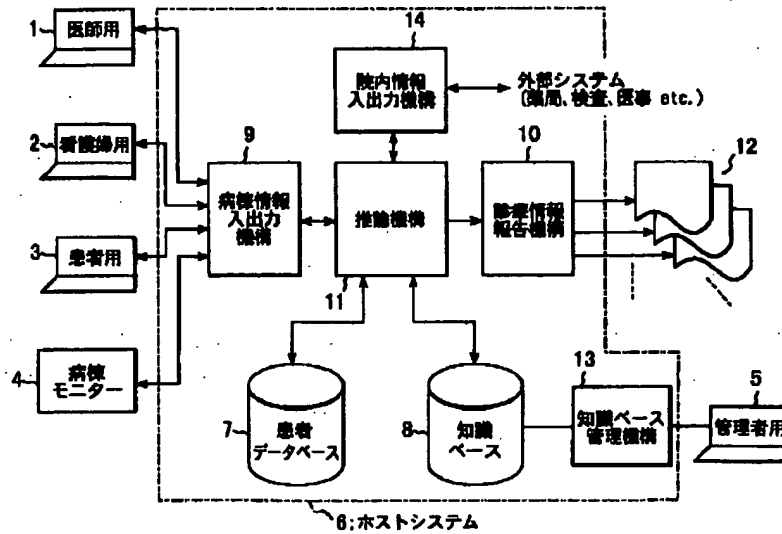 1
医師用
2
看護婦用
3
患者用
4
病棟
モニター
9
病棟情報
入出力
機構
14
院内情報
入出力機構
外部システム
(薬局、検査、医事 etc.)
推論機構
11
10
診療情報
報告機構
12
7
患者
データベース
8
知識
ベース
13
知識ベース
管理機構
5
管理者用
6;ホストシステム